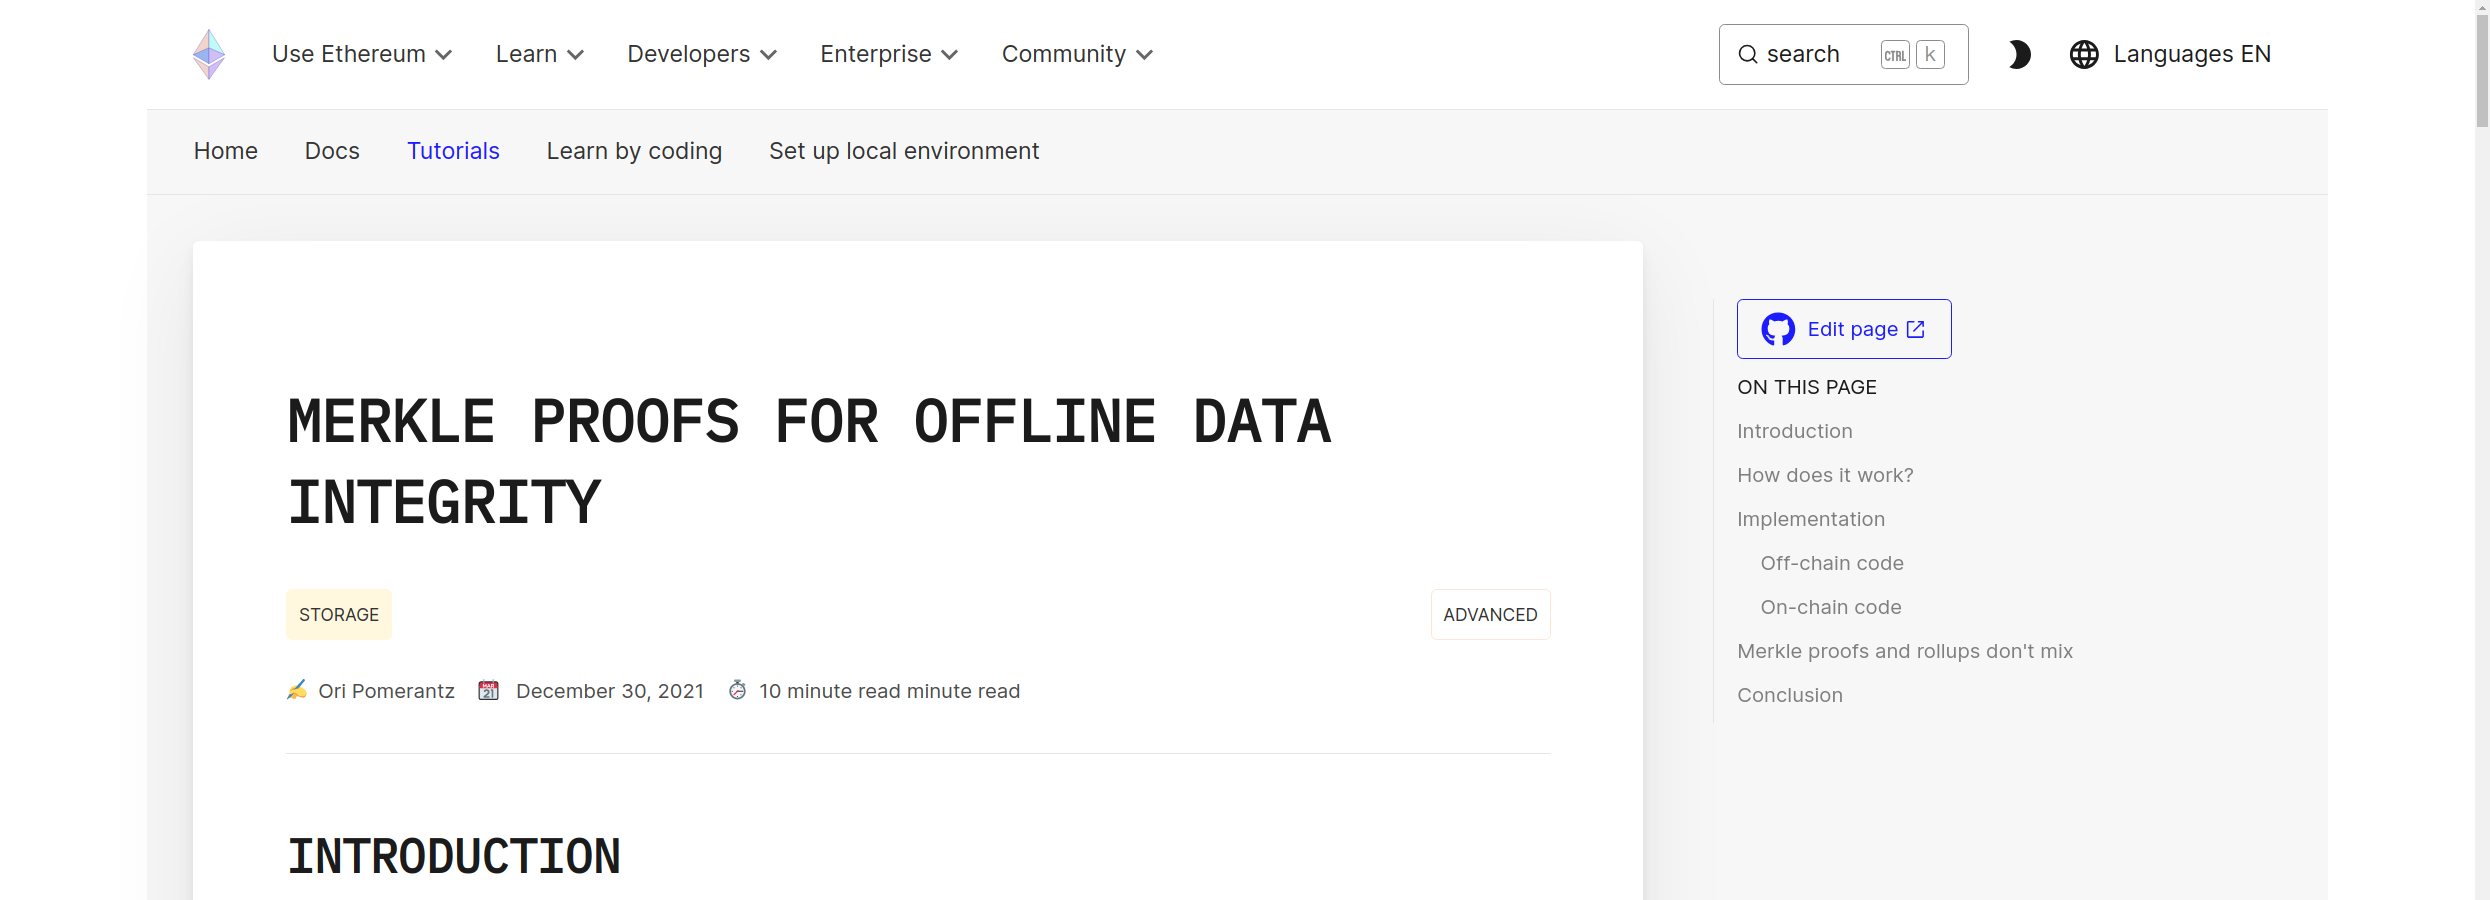 Use Ethereum
Learn
Developers
Enterprise
Community
search
CTRL k
Languages EN
Home
Docs
Tutorials
Learn by coding
Set up local environment
MERKLE PROOFS FOR OFFLINE DATA
INTEGRITY
STORAGE
ADVANCED
Ori Pomerantz
December 30, 2021
10 minute read minute read
INTRODUCTION
Edit page
ON THIS PAGE
Introduction
How does it work?
Implementation
Off-chain code
On-chain code
Merkle proofs and rollups don't mix
Conclusion